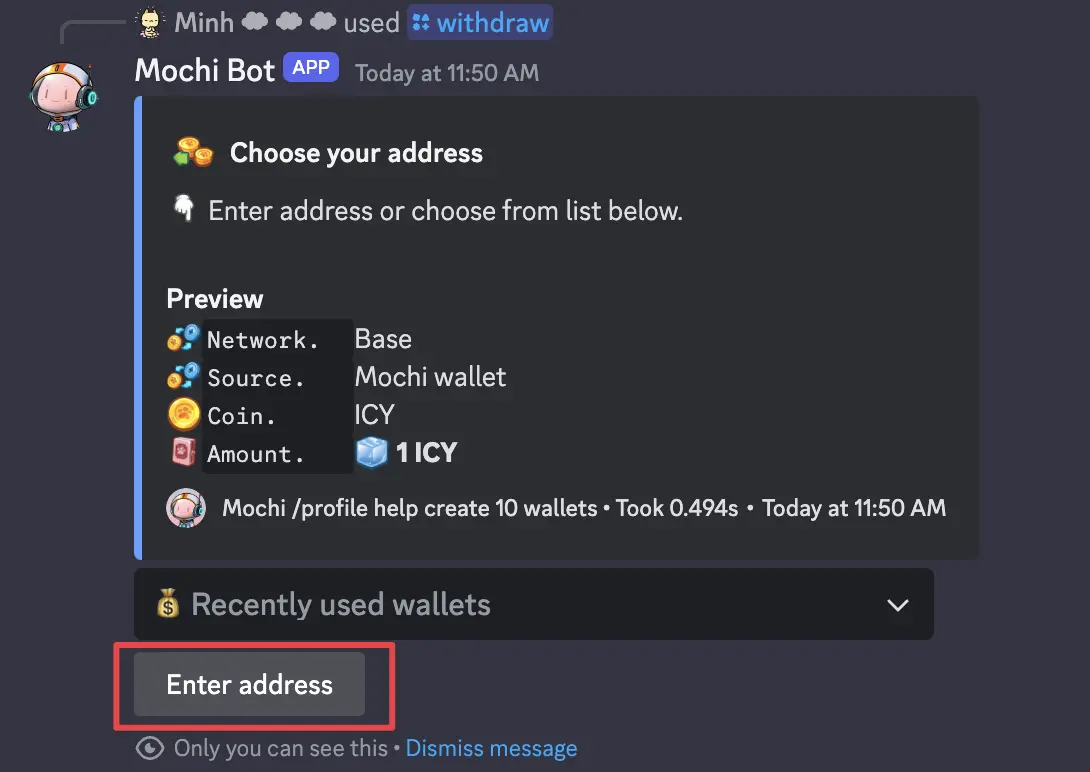 Minh used withdraw
Mochi Bot APP Today at 11:50 AM
Choose your address
Enter address or choose from list below.
Preview
Network. Base
Source. Mochi wallet
Coin. ICY
Amount. 1 ICY
Mochi /profile help create 10 wallets • Took 0.494s • Today at 11:50 AM
Recently used wallets
Enter address
Only you can see this • Dismiss message